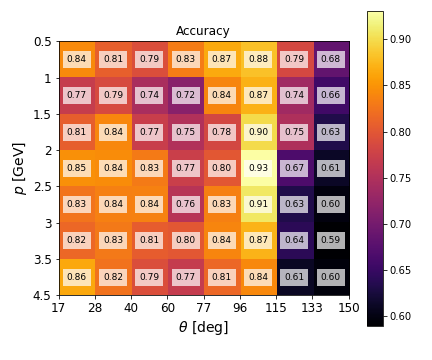 Accuracy
0.5 0.84 0.81 0.79 0.83 0.87 0.88 0.79 0.68
1 0.77 0.79 0.74 0.72 0.84 0.87 0.74 0.66
1.5 0.81 0.84 0.77 0.75 0.78 0.90 0.75 0.63
2 0.85 0.84 0.83 0.77 0.80 0.93 0.67 0.61
2.5 0.83 0.84 0.84 0.76 0.83 0.91 0.63 0.60
3 0.82 0.83 0.81 0.80 0.84 0.87 0.64 0.59
3.5 0.86 0.82 0.79 0.77 0.81 0.84 0.61 0.60
4.5
p [GeV]
17 28 40 60 77 96 115 133 150
θ [deg]
0.90
0.85
0.80
0.75
0.70
0.65
0.60